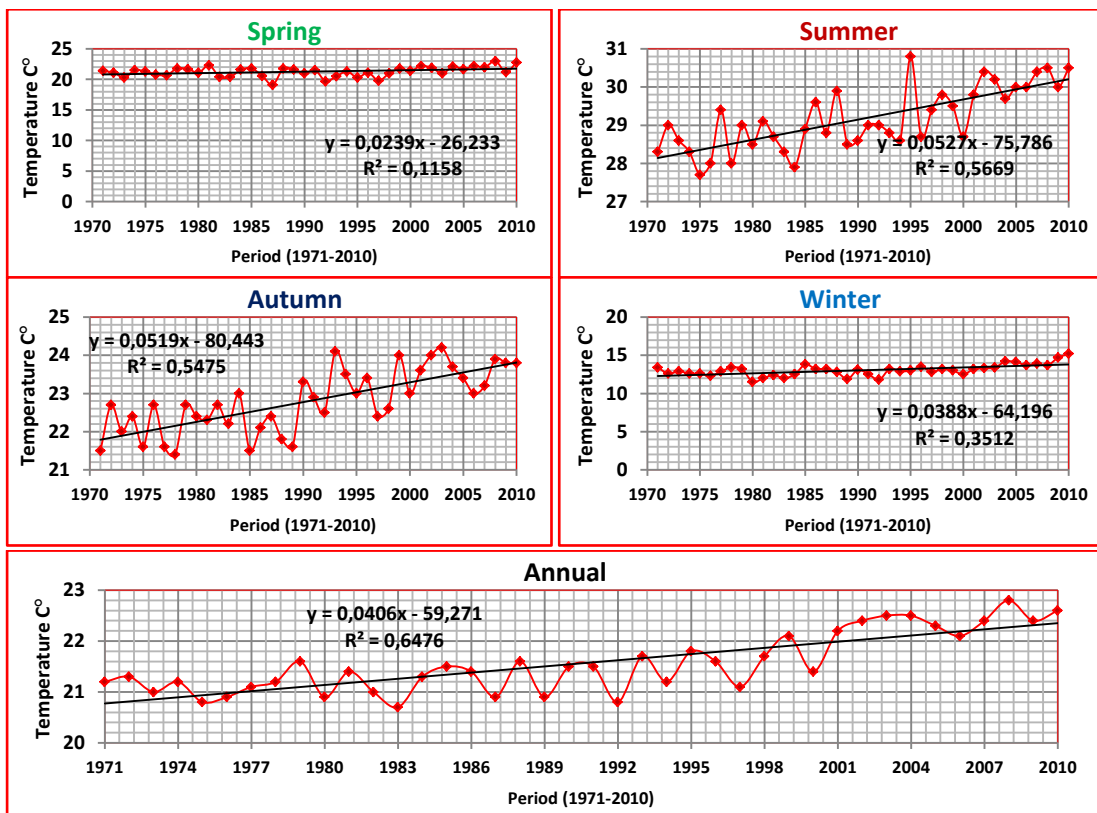 Spring
Temperature C°
25
20
15
10
5
0
y = 0,0239x - 26,233
R² = 0,1158
1970 1975 1980 1985 1990 1995 2000 2005 2010
Period (1971-2010)
Summer
Temperature C°
31
30
29
28
27
y = 0,0527x - 75,786
R² = 0,5669
1970 1975 1980 1985 1990 1995 2000 2005 2010
Period (1971-2010)
Autumn
Temperature C°
25
24
23
22
21
y = 0,0519x - 80,443
R² = 0,5475
1970 1975 1980 1985 1990 1995 2000 2005 2010
Period (1971-2010)
Winter
Temperature C°
20
15
10
5
0
y = 0,0388x - 64,196
R² = 0,3512
1970 1975 1980 1985 1990 1995 2000 2005 2010
Period (1971-2010)
Annual
Temperature C°
23
22
21
20
y = 0,0406x - 59,271
R² = 0,6476
1971 1974 1977 1980 1983 1986 1989 1992 1995 1998 2001 2004 2007 2010
Period (1971-2010)